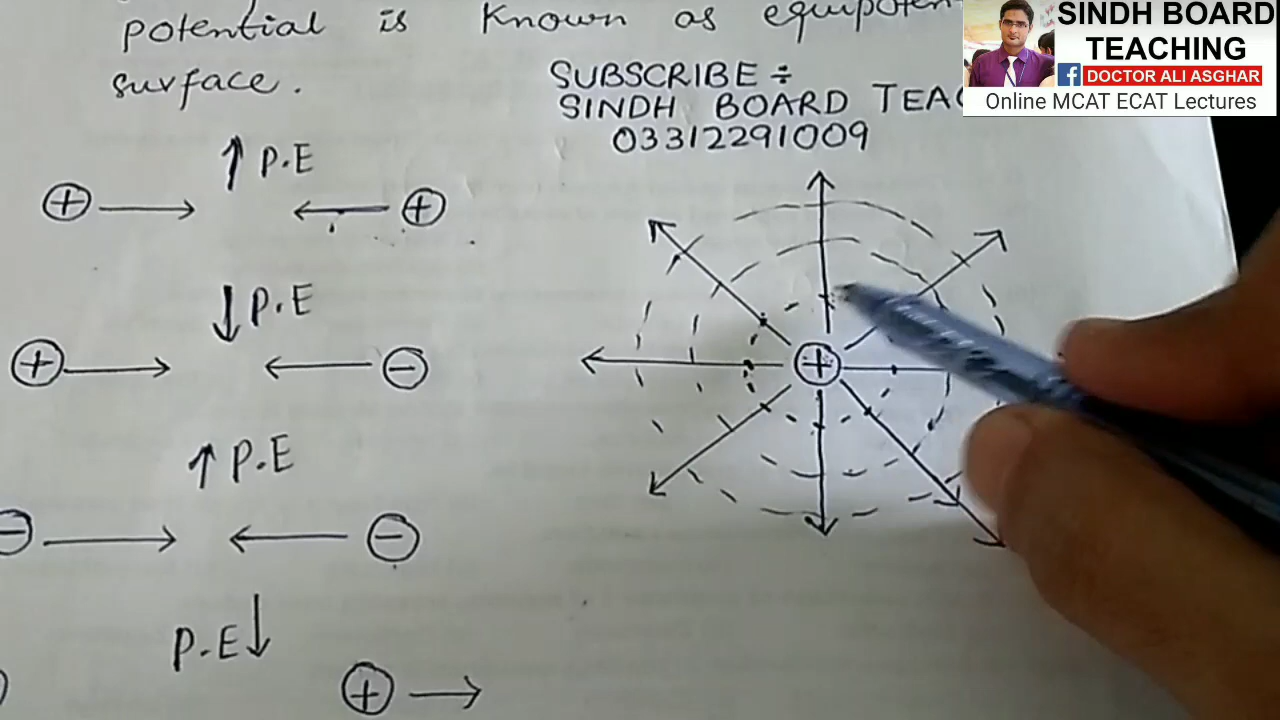 potential is known as
surface.
SUBSCRIBE ÷
SINDH BOARD
03312291009
SINDH BOARD
TEACHING
f DOCTOR ALI ASGHAR
Online MCAT ECAT Lectures
↑ P.E
+ → ← +
↓ P.E
+ → ← −
↑ P.E
− → ← −
P.E ↓
+ →
+